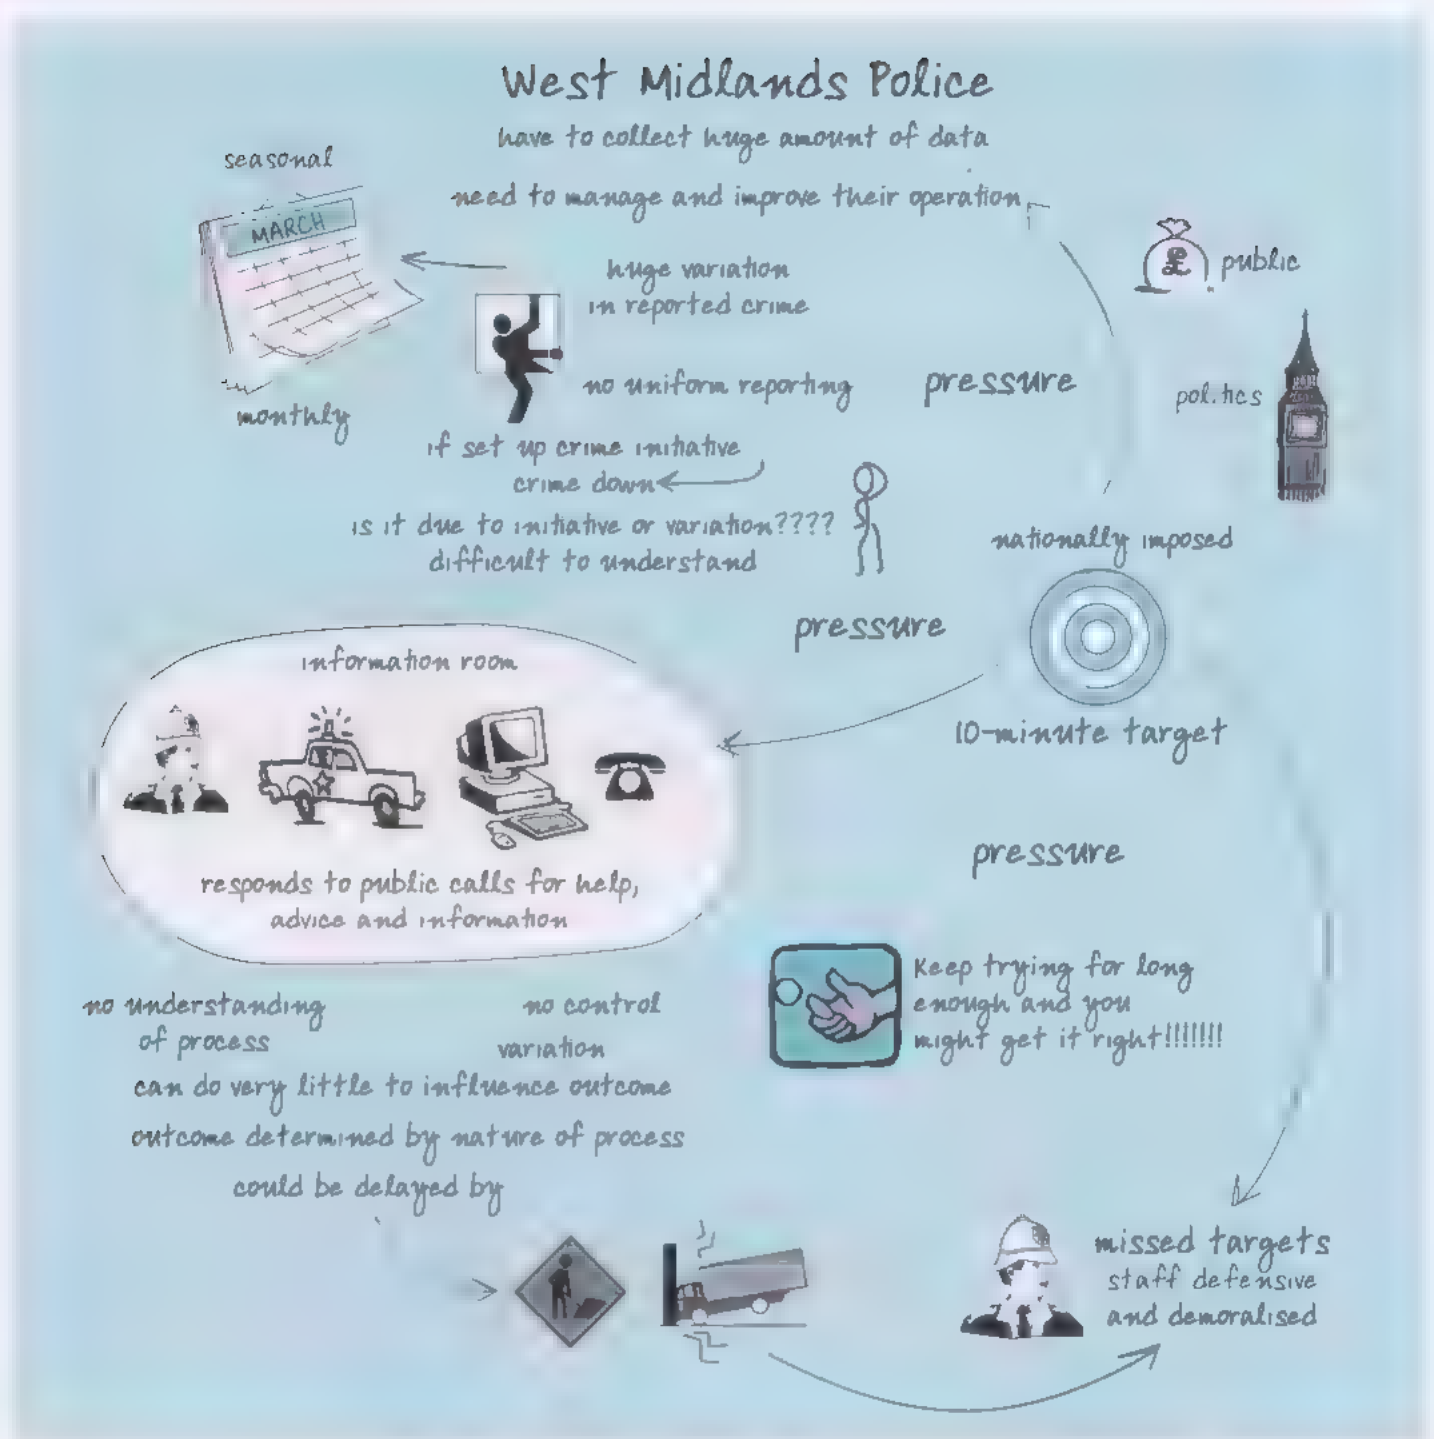 West Midlands Police
have to collect huge amount of data
need to manage and improve their operation
seasonal
MARCH
monthly
huge variation
in reported crime
no uniform reporting
if set up crime initiative
crime down
is it due to initiative or variation????
difficult to understand
£ public
politics
pressure
nationally imposed
pressure
10-minute target
information room
responds to public calls for help,
advice and information
pressure
Keep trying for long
enough and you
might get it right!!!!!!!
no understanding
of process
no control
variation
can do very little to influence outcome
outcome determined by nature of process
could be delayed by
missed targets
staff defensive
and demoralised